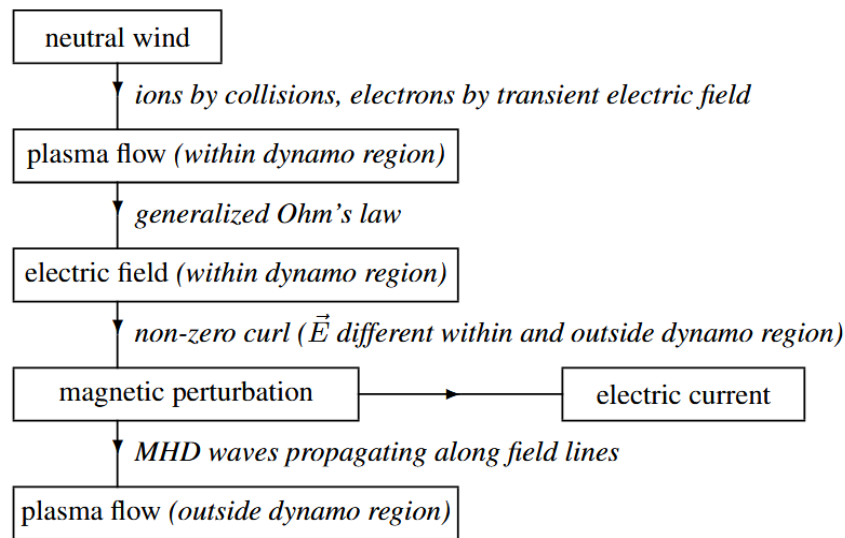 neutral wind
ions by collisions, electrons by transient electric field
plasma flow (within dynamo region)
generalized Ohm's law
electric field (within dynamo region)
non-zero curl (E⃗ different within and outside dynamo region)
magnetic perturbation
electric current
MHD waves propagating along field lines
plasma flow (outside dynamo region)